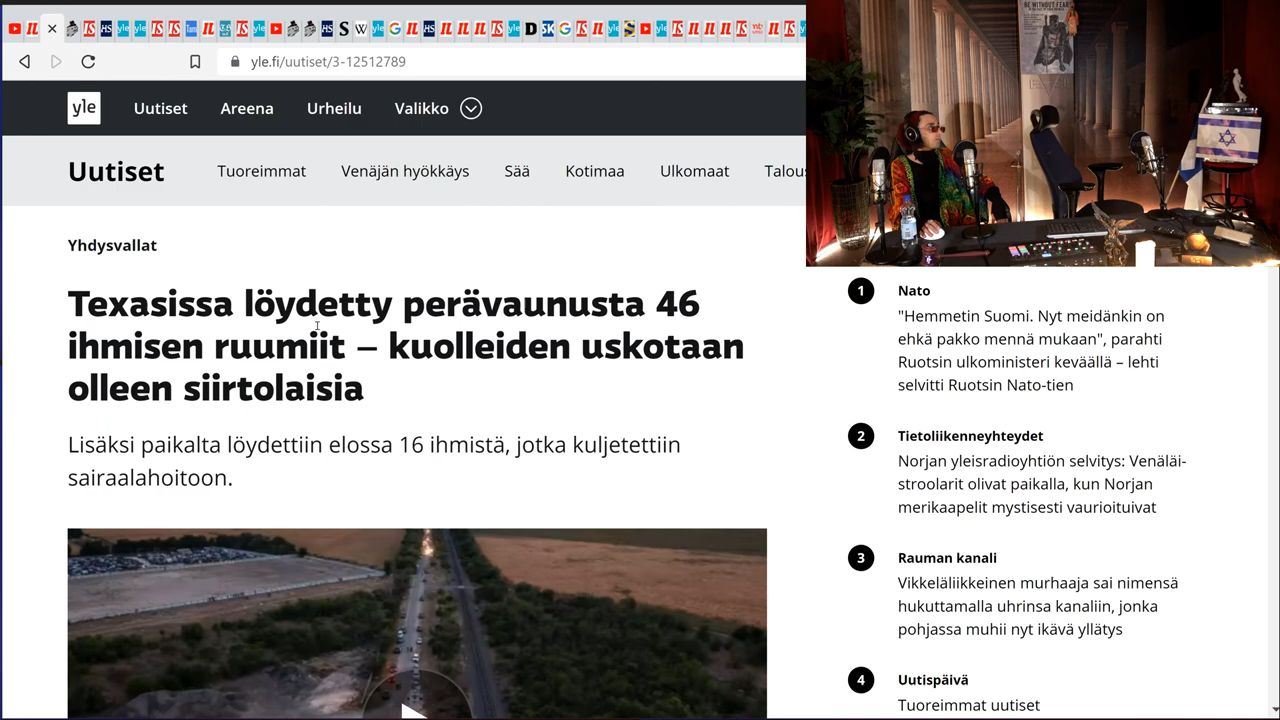 yle.fi/uutiset/3-12512789
yle Uutiset Areena Urheilu Valikko
Uutiset Tuoreimmat Venäjän hyökkäys Sää Kotimaa Ulkomaat Talous
Yhdysvallat
Texasissa löydetty perävaunusta 46
ihmisen ruumiit – kuolleiden uskotaan
olleen siirtolaisia
Lisäksi paikalta löydettiin elossa 16 ihmistä, jotka kuljetettiin
sairaalahoitoon.
BE WITHOUT FEAR
1 Nato
"Hemmetin Suomi. Nyt meidänkin on
ehkä pakko mennä mukaan", parahti
Ruotsin ulkoministeri keväällä – lehti
selvitti Ruotsin Nato-tien
2 Tietoliikenneyhteydet
Norjan yleisradioyhtiön selvitys: Venäläi-
stroolarit olivat paikalla, kun Norjan
merikaapelit mystisesti vaurioituivat
3 Rauman kanali
Vikkeläliikkeinen murhaaja sai nimensä
hukuttamalla uhrinsa kanaliin, jonka
pohjassa muhii nyt ikävä yllätys
4 Uutispäivä
Tuoreimmat uutiset